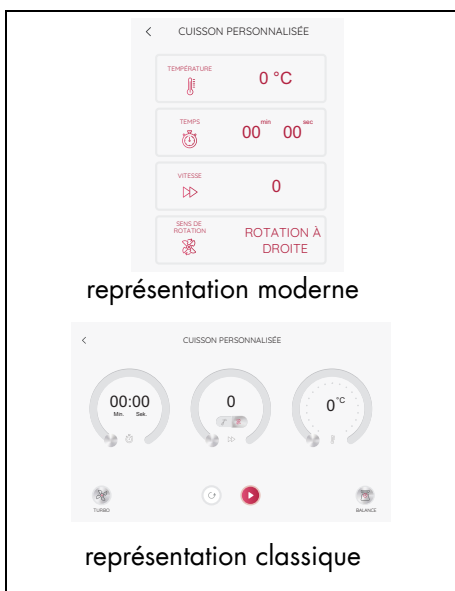 CUISSON PERSONNALISÉE
TEMPÉRATURE
0 °C
TEMPS
00 min 00 sec
VITESSE
0
SENS DE
ROTATION
ROTATION À
DROITE
représentation moderne
CUISSON PERSONNALISÉE
00:00
Min. Sek.
0
0°C
TURBO
BALANCE
représentation classique